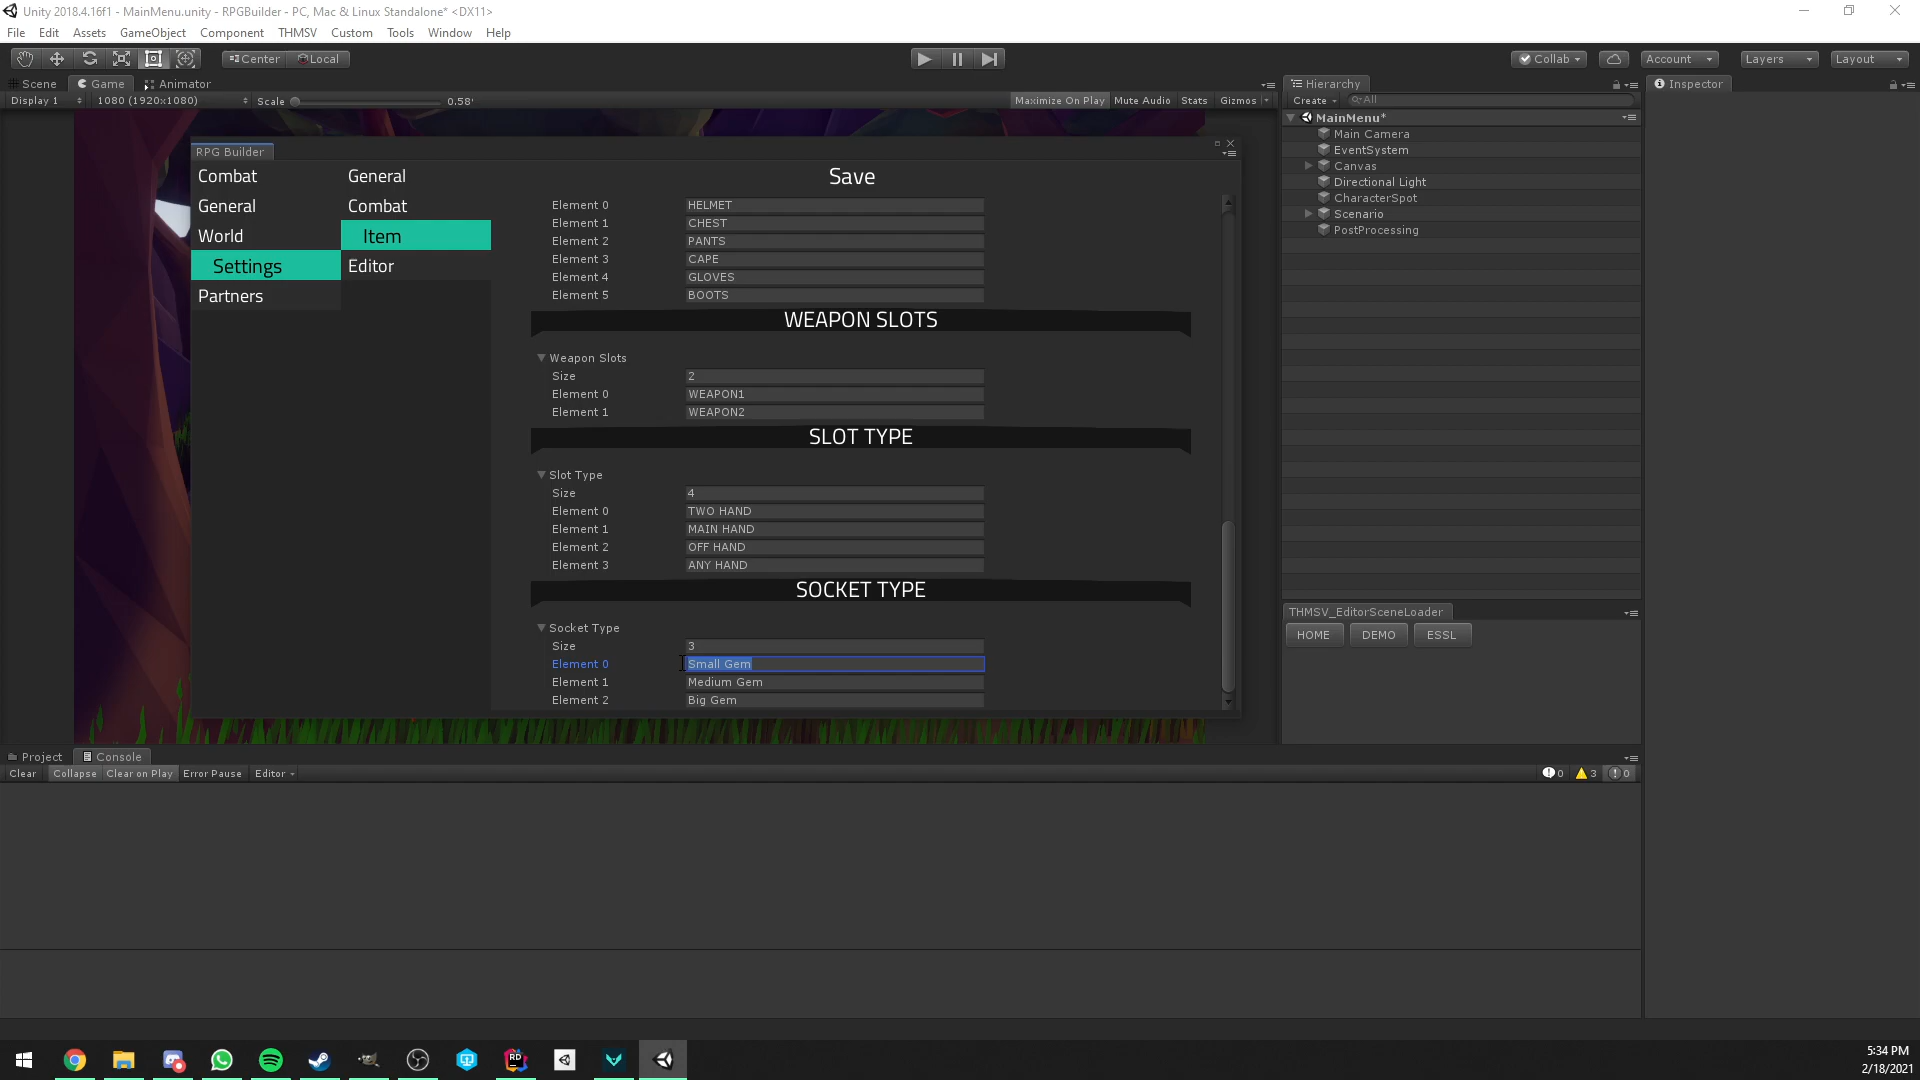 Unity 2018.4.16f1 - MainMenu.unity - RPGBuilder - PC, Mac & Linux Standalone* <DX11>
File Edit Assets GameObject Component THMSV Custom Tools Window Help
Center Local Collab Account Layers Layout
Scene Game Animator
Display 1 1080 (1920x1080) Scale 0.58 Maximize On Play Mute Audio Stats Gizmos
RPG Builder
Combat
General
World
Settings
Partners
General
Combat
Item
Editor
Save
Element 0 HELMET
Element 1 CHEST
Element 2 PANTS
Element 3 CAPE
Element 4 GLOVES
Element 5 BOOTS
WEAPON SLOTS
Weapon Slots
Size 2
Element 0 WEAPON1
Element 1 WEAPON2
SLOT TYPE
Slot Type
Size 4
Element 0 TWO HAND
Element 1 MAIN HAND
Element 2 OFF HAND
Element 3 ANY HAND
SOCKET TYPE
Socket Type
Size 3
Element 0 Small Gem
Element 1 Medium Gem
Element 2 Big Gem
Hierarchy
Create All
MainMenu*
Main Camera
EventSystem
Canvas
Directional Light
CharacterSpot
Scenario
PostProcessing
THMSV_EditorSceneLoader
HOME DEMO ESSL
Inspector
Project Console
Clear Collapse Clear on Play Error Pause Editor 0 3 0
5:34 PM
2/18/2021